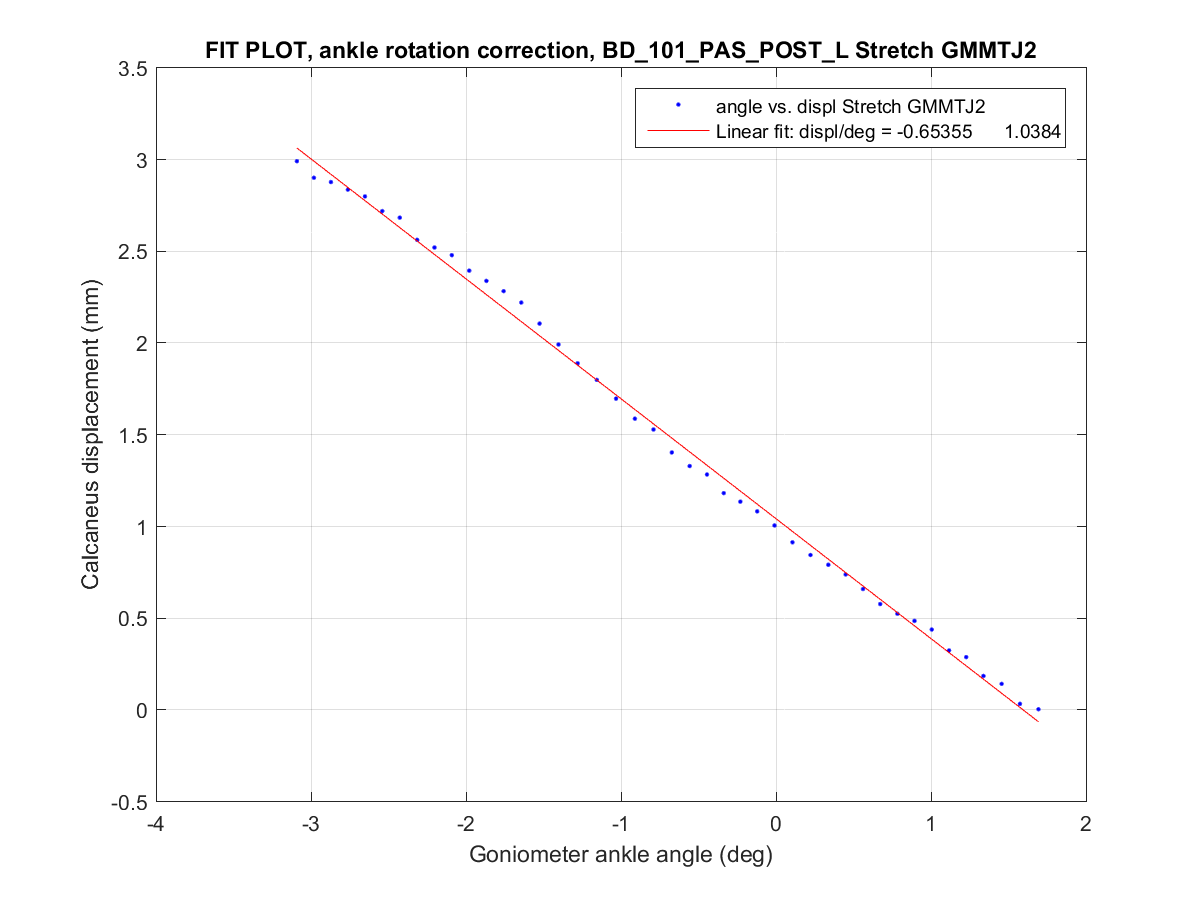 FIT PLOT, ankle rotation correction, BD_101_PAS_POST_L Stretch GMMTJ2
angle vs. displ Stretch GMMTJ2
Linear fit: displ/deg = -0.65355 1.0384
3.5
3
2.5
2
1.5
1
0.5
0
-0.5
Calcaneus displacement (mm)
-4 -3 -2 -1 0 1 2
Goniometer ankle angle (deg)